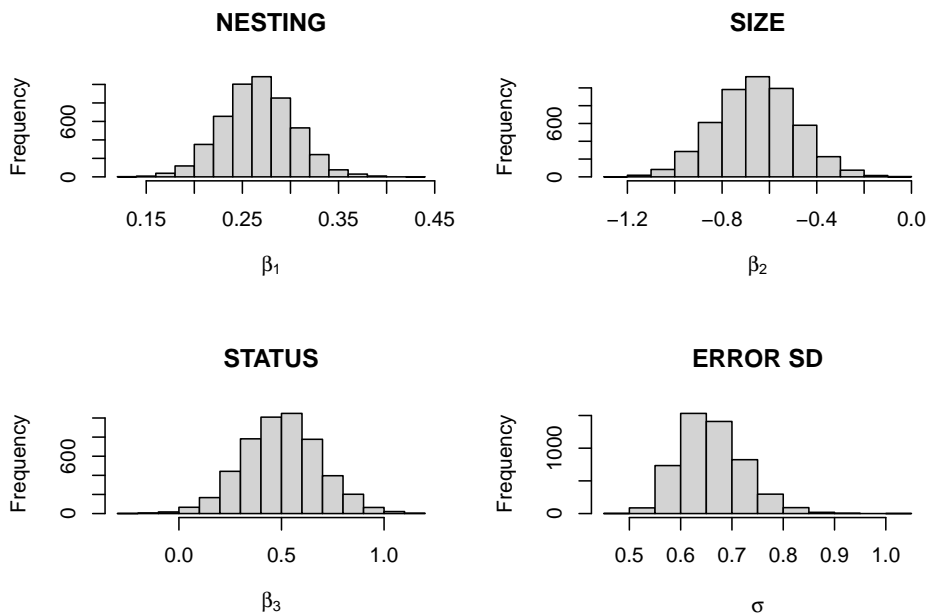 NESTING
Frequency
0 600
0.15 0.25 0.35 0.45
β1
SIZE
Frequency
0 600
−1.2 −0.8 −0.4 0.0
β2
STATUS
Frequency
0 600
0.0 0.5 1.0
β3
ERROR SD
Frequency
0 1000
0.5 0.6 0.7 0.8 0.9 1.0
σ